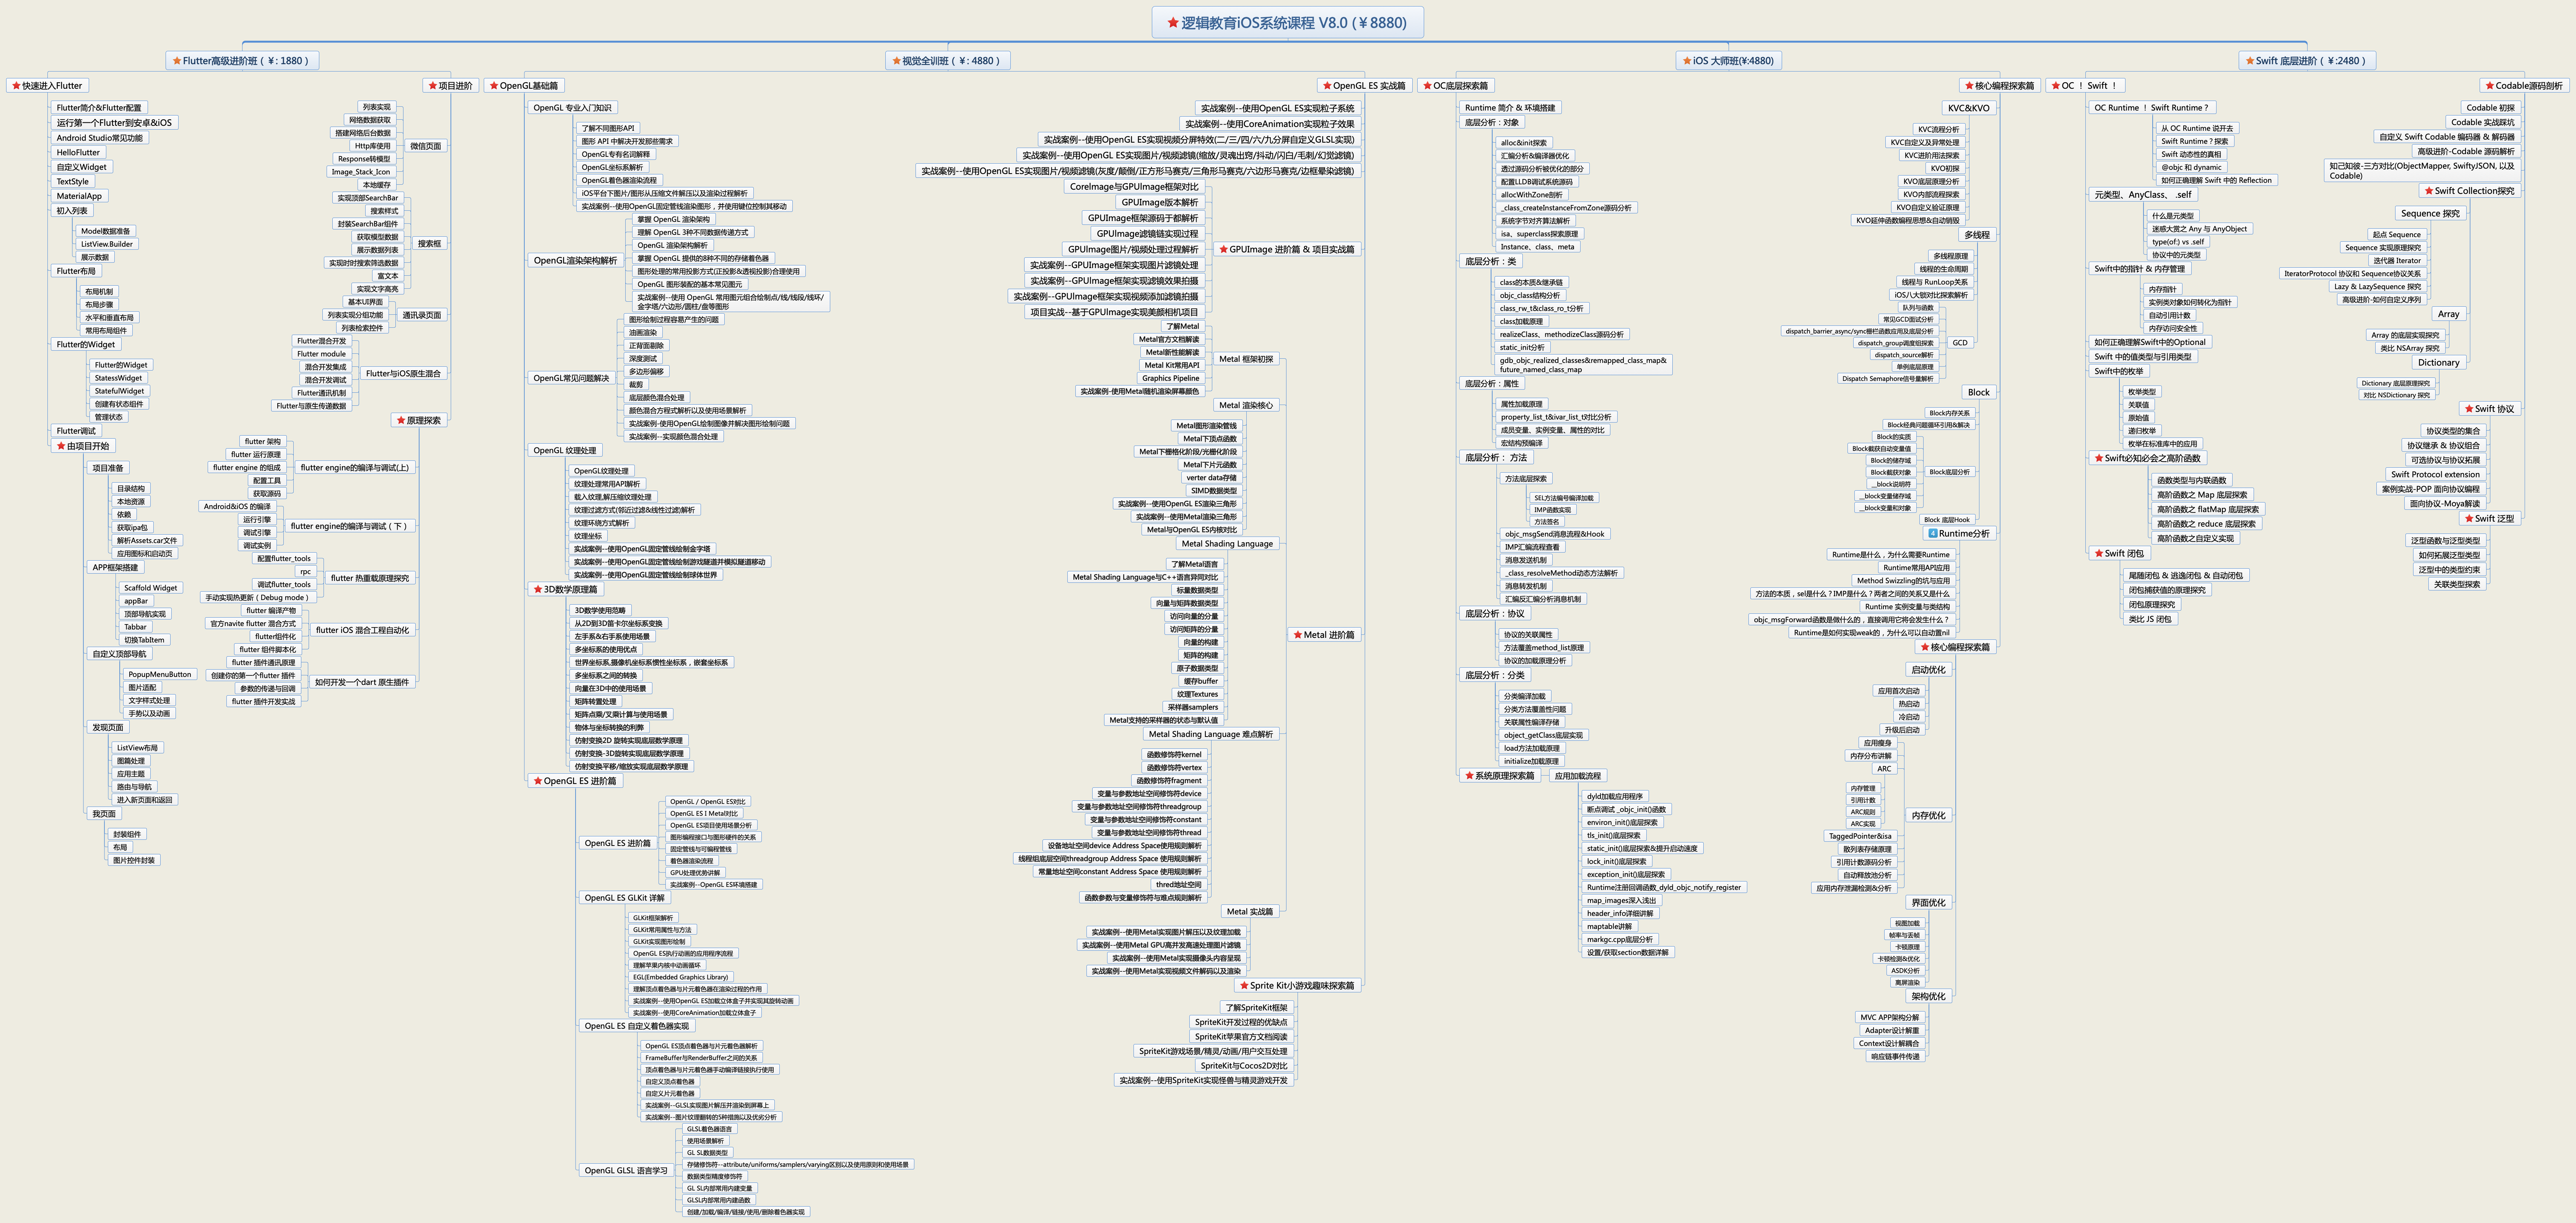 逻辑教育iOS系统课程 V8.0 (￥8880)
Flutter高级进阶班（￥: 1880）
快速进入Flutter
Flutter简介&Flutter配置
运行第一个Flutter到安卓&iOS
Android Studio常见功能
HelloFlutter
自定义Widget
TextStyle
MaterialApp
初入列表
Model数据准备
ListView.Builder
展示数据
Flutter布局
布局机制
布局步骤
水平和垂直布局
常用布局组件
Flutter的Widget
Flutter的Widget
StatessWidget
StatefulWidget
创建有状态组件
管理状态
Flutter调试
由项目开始
项目准备
目录结构
本地资源
依赖
获取ipa包
解析Assets.car文件
应用图标和启动页
APP框架搭建
Scaffold Widget
appBar
顶部导航实现
Tabbar
切换TabItem
自定义顶部导航
PopupMenuButton
图片适配
文字样式处理
手势以及动画
发现页面
ListView布局
图篇处理
应用主题
路由与导航
进入新页面和返回
我页面
封装组件
布局
图片控件封装
项目进阶
微信页面
列表实现
网络数据获取
搭建网络后台数据
Http库使用
Response转模型
Image_Stack_Icon
本地缓存
搜索框
实现顶部SearchBar
搜索样式
封装SearchBar组件
获取模型数据
展示数据列表
实现时时搜索筛选数据
富文本
实现文字高亮
通讯录页面
基本UI界面
列表实现分组功能
列表检索控件
Flutter与iOS原生混合
Flutter混合开发
Flutter module
混合开发集成
混合开发调试
Flutter通讯机制
Flutter与原生传递数据
原理探索
flutter engine的编译与调试(上)
flutter 架构
flutter 运行原理
flutter engine 的组成
配置工具
获取源码
flutter engine的编译与调试（下）
Android&iOS 的编译
运行引擎
调试引擎
调试实例
flutter 热重载原理探究
配置flutter_tools
rpc
调试flutter_tools
手动实现热更新（Debug mode）
flutter iOS 混合工程自动化
flutter 编译产物
官方navite flutter 混合方式
flutter组件化
flutter 组件脚本化
如何开发一个dart 原生插件
flutter 插件通讯原理
创建你的第一个flutter 插件
参数的传递与回调
flutter 插件开发实战
视觉全训班（￥: 4880）
OpenGL基础篇
OpenGL 专业入门知识
了解不同图形API
图形 API 中解决开发那些需求
OpenGL专有名词解释
OpenGL坐标系解析
OpenGL着色器渲染流程
iOS平台下图片/图形从压缩文件解压以及渲染过程解析
实战案例--使用OpenGL固定管线渲染图形，并使用键位控制其移动
OpenGL渲染架构解析
掌握 OpenGL 渲染架构
理解 OpenGL 3种不同数据传递方式
OpenGL 渲染架构解析
掌握 OpenGL 提供的8种不同的存储着色器
图形处理的常用投影方式(正投影&透视投影)合理使用
OpenGL 图形装配的基本常见图元
实战案例--使用 OpenGL 常用图元组合绘制点/线/线段/线环/
金字塔/六边形/圆柱/盘等图形
OpenGL常见问题解决
图形绘制过程容易产生的问题
油画渲染
正背面剔除
深度测试
多边形偏移
裁剪
底层颜色混合处理
颜色混合方程式解析以及使用场景解析
实战案例-使用OpenGL绘制图像并解决图形绘制问题
实战案例--实现颜色混合处理
OpenGL 纹理处理
OpenGL纹理处理
纹理处理常用API解析
载入纹理,解压缩纹理处理
纹理过滤方式(邻近过滤&线性过滤)解析
纹理环绕方式解析
纹理坐标
实战案例--使用OpenGL固定管线绘制金字塔
实战案例--使用OpenGL固定管线绘制游戏隧道并模拟隧道移动
实战案例--使用OpenGL固定管线绘制球体世界
3D数学原理篇
3D数学使用范畴
从2D到3D笛卡尔坐标系变换
左手系&右手系使用场景
多坐标系的使用优点
世界坐标系,摄像机坐标系惯性坐标系，嵌套坐标系
多坐标系之间的转换
向量在3D中的使用场景
矩阵转置处理
矩阵点乘/叉乘计算与使用场景
物体与坐标转换的利弊
仿射变换2D 旋转实现底层数学原理
仿射变换-3D旋转实现底层数学原理
仿射变换平移/缩放实现底层数学原理
OpenGL ES 进阶篇
OpenGL ES 进阶篇
OpenGL / OpenGL ES对比
OpenGL ES I Metal对比
OpenGL ES项目使用场景分析
图形编程接口与图形硬件的关系
固定管线与可编程管线
着色器渲染流程
GPU处理优势讲解
实战案例--OpenGL ES环境搭建
OpenGL ES GLKit 详解
GLKit框架解析
GLKit常用属性与方法
GLKit实现图形绘制
OpenGL ES执行动画的应用程序流程
理解苹果内核中动画循环
EGL(Embedded Graphics Library)
理解顶点着色器与片元着色器在渲染过程的作用
实战案例--使用OpenGL ES加载立体盒子并实现其旋转动画
实战案例--使用CoreAnimation加载立体盒子
OpenGL ES 自定义着色器实现
OpenGL ES顶点着色器与片元着色器解析
FrameBuffer与RenderBuffer之间的关系
顶点着色器与片元着色器手动编译链接执行使用
自定义顶点着色器
自定义片元着色器
实战案例--GLSL实现图片解压并渲染到屏幕上
实战案例--图片纹理翻转的5种措施以及优劣分析
OpenGL GLSL 语言学习
GLSL着色器语言
使用场景解析
GL SL数据类型
存储修饰符--attribute/uniforms/samplers/varying区别以及使用原则和使用场景
数据类型精度修饰符
GL SL内部常用内建变量
GLSL内部常用内建函数
创建/加载/编译/链接/使用/删除着色器实现
OpenGL ES 实战篇
实战案例--使用OpenGL ES实现粒子系统
实战案例--使用CoreAnimation实现粒子效果
实战案例--使用OpenGL ES实现视频分屏特效(二/三/四/六/九分屏自定义GLSL实现)
实战案例--使用OpenGL ES实现图片/视频滤镜(缩放/灵魂出窍/抖动/闪白/毛刺/幻觉滤镜)
实战案例--使用OpenGL ES实现图片/视频滤镜(灰度/颠倒/正方形马赛克/三角形马赛克/六边形马赛克/边框晕染滤镜)
GPUImage 进阶篇 & 项目实战篇
CoreImage与GPUImage框架对比
GPUImage版本解析
GPUImage框架源码于都解析
GPUImage滤镜链实现过程
GPUImage图片/视频处理过程解析
实战案例--GPUImage框架实现图片滤镜处理
实战案例--GPUImage框架实现滤镜效果拍摄
实战案例--GPUImage框架实现视频添加滤镜拍摄
项目实战--基于GPUImage实现美颜相机项目
Metal 进阶篇
Metal 框架初探
了解Metal
Metal官方文档解读
Metal新性能解读
Metal Kit常用API
Graphics Pipeline
实战案例-使用Metal随机渲染屏幕颜色
Metal 渲染核心
Metal图形渲染管线
Metal下顶点函数
Metal下栅格化阶段/光栅化阶段
Metal下片元函数
verter data存储
SIMD数据类型
实战案例--使用OpenGL ES渲染三角形
实战案例--使用Metal渲染三角形
Metal与OpenGL ES内核对比
Metal Shading Language
了解Metal语言
Metal Shading Language与C++语言异同对比
标量数据类型
向量与矩阵数据类型
访问向量的分量
访问矩阵的分量
向量的构建
矩阵的构建
原子数据类型
缓存buffer
纹理Textures
采样器samplers
Metal支持的采样器的状态与默认值
Metal Shading Language 难点解析
函数修饰符kernel
函数修饰符vertex
函数修饰符fragment
变量与参数地址空间修饰符device
变量与参数地址空间修饰符threadgroup
变量与参数地址空间修饰符constant
变量与参数地址空间修饰符thread
设备地址空间device Address Space使用规则解析
线程组底层空间threadgroup Address Space 使用规则解析
常量地址空间constant Address Space 使用规则解析
thred地址空间
函数参数与变量修饰符与难点规则解析
Metal 实战篇
实战案例--使用Metal实现图片解压以及纹理加载
实战案例--使用Metal GPU高并发高速处理图片滤镜
实战案例--使用Metal实现摄像头内容呈现
实战案例--使用Metal实现视频文件解码以及渲染
Sprite Kit小游戏趣味探索篇
了解SpriteKit框架
SpriteKit开发过程的优缺点
SpriteKit苹果官方文档阅读
SpriteKit游戏场景/精灵/动画/用户交互处理
SpriteKit与Cocos2D对比
实战案例--使用SpriteKit实现怪兽与精灵游戏开发
iOS 大师班(¥:4880)
OC底层探索篇
Runtime 简介 & 环境搭建
底层分析：对象
alloc&init探索
汇编分析&编译器优化
透过源码分析被优化的部分
配置LLDB调试系统源码
allocWithZone剖析
_class_createInstanceFromZone源码分析
系统字节对齐算法解析
isa、superclass探索原理
Instance、class、meta
底层分析：类
class的本质&继承链
objc_class结构分析
class_rw_t&class_ro_t分析
class加载原理
realizeClass、methodizeClass源码分析
static_init分析
gdb_objc_realized_classes&remapped_class_map&
future_named_class_map
底层分析：属性
属性加载原理
property_list_t&ivar_list_t对比分析
成员变量、实例变量、属性的对比
宏结构预编译
底层分析： 方法
方法底层探索
SEL方法编号编译加载
IMP函数实现
方法签名
objc_msgSend消息流程&Hook
IMP汇编流程查看
消息发送机制
_class_resolveMethod动态方法解析
消息转发机制
汇编反汇编分析消息机制
底层分析：协议
协议的关联属性
方法覆盖method_list原理
协议的加载原理分析
底层分析：分类
分类编译加载
分类方法覆盖性问题
关联属性编译存储
object_getClass底层实现
load方法加载原理
initialize加载原理
系统原理探索篇
应用加载流程
dyld加载应用程序
断点调试 _objc_init()函数
environ_init()底层探索
tls_init()底层探索
static_init()底层探索&提升启动速度
lock_init()底层探索
exception_init()底层探索
Runtime注册回调函数_dyld_objc_notify_register
map_images深入浅出
header_info详细讲解
maptable讲解
markgc.cpp底层分析
设置/获取section数据详解
核心编程探索篇
KVC&KVO
KVC流程分析
KVC自定义及异常处理
KVC进阶用法探索
KVO初探
KVO底层原理分析
KVO内部流程探索
KVO自定义验证原理
KVO延伸函数编程思想&自动销毁
多线程
多线程原理
线程的生命周期
线程与 RunLoop关系
iOS八大锁对比探索解析
GCD
队列与函数
常见GCD面试分析
dispatch_barrier_async/sync栅栏函数应用及底层分析
dispatch_group调度组探索
dispatch_source解析
单例底层原理
Dispatch Semaphore信号量解析
Block
Block内存关系
Block经典问题循环引用&解决
Block底层分析
Block的实质
Block截获自动变量值
Block的储存域
Block截获对象
__block说明符
__block变量储存域
__block变量和对象
Block 底层Hook
Runtime分析
Runtime是什么，为什么需要Runtime
Runtime常用API应用
Method Swizzling的坑与应用
方法的本质，sel是什么？IMP是什么？两者之间的关系又是什么
Runtime 实例变量与类结构
objc_msgForward函数是做什么的，直接调用它将会发生什么？
Runtime是如何实现weak的，为什么可以自动置nil
核心编程探索篇
启动优化
应用首次启动
热启动
冷启动
升级后启动
内存优化
应用瘦身
内存分布讲解
ARC
内存管理
引用计数
ARC规则
ARC实现
TaggedPointer&isa
散列表存储原理
引用计数源码分析
自动释放池分析
应用内存泄漏检测&分析
界面优化
视图加载
帧率与丢帧
卡顿原理
卡顿检测&优化
ASDK分析
离屏渲染
架构优化
MVC APP架构分解
Adapter设计解重
Context设计解耦合
响应链事件传递
Swift 底层进阶（￥:2480）
OC ！ Swift ！
OC Runtime ！ Swift Runtime？
从 OC Runtime 说开去
Swift Runtime？探索
Swift 动态性的真相
@objc 和 dynamic
如何正确理解 Swift 中的 Reflection
元类型、AnyClass、 .self
什么是元类型
迷惑大赏之 Any 与 AnyObject
type(of:) vs .self
协议中的元类型
Swift中的指针 & 内存管理
内存指针
实例类对象如何转化为指针
自动引用计数
内存访问安全性
如何正确理解Swift中的Optional
Swift 中的值类型与引用类型
Swift中的枚举
枚举类型
关联值
原始值
递归枚举
枚举在标准库中的应用
Swift必知必会之高阶函数
函数类型与内联函数
高阶函数之 Map 底层探索
高阶函数之 flatMap 底层探索
高阶函数之 reduce 底层探索
高阶函数之自定义实现
Swift 闭包
尾随闭包 & 逃逸闭包 & 自动闭包
闭包捕获值的原理探究
闭包原理探究
类比 JS 闭包
Codable源码剖析
Codable 初探
Codable 实战踩坑
自定义 Swift Codable 编码器 & 解码器
高级进阶-Codable 源码解析
知己知彼-三方对比(ObjectMapper, SwiftyJSON, 以及
Codable)
Swift Collection探究
Sequence 探究
起点 Sequence
Sequence 实现原理探究
迭代器 Iterator
IteratorProtocol 协议和 Sequence协议关系
Lazy & LazySequence 探究
高级进阶-如何自定义序列
Array
Array 的底层实现探究
类比 NSArray 探究
Dictionary
Dictionary 底层原理探究
对比 NSDictionary 探究
Swift 协议
协议类型的集合
协议继承 & 协议组合
可选协议与协议拓展
Swift Protocol extension
案例实战-POP 面向协议编程
面向协议-Moya解读
Swift 泛型
泛型函数与泛型类型
如何拓展泛型类型
泛型中的类型约束
关联类型探索